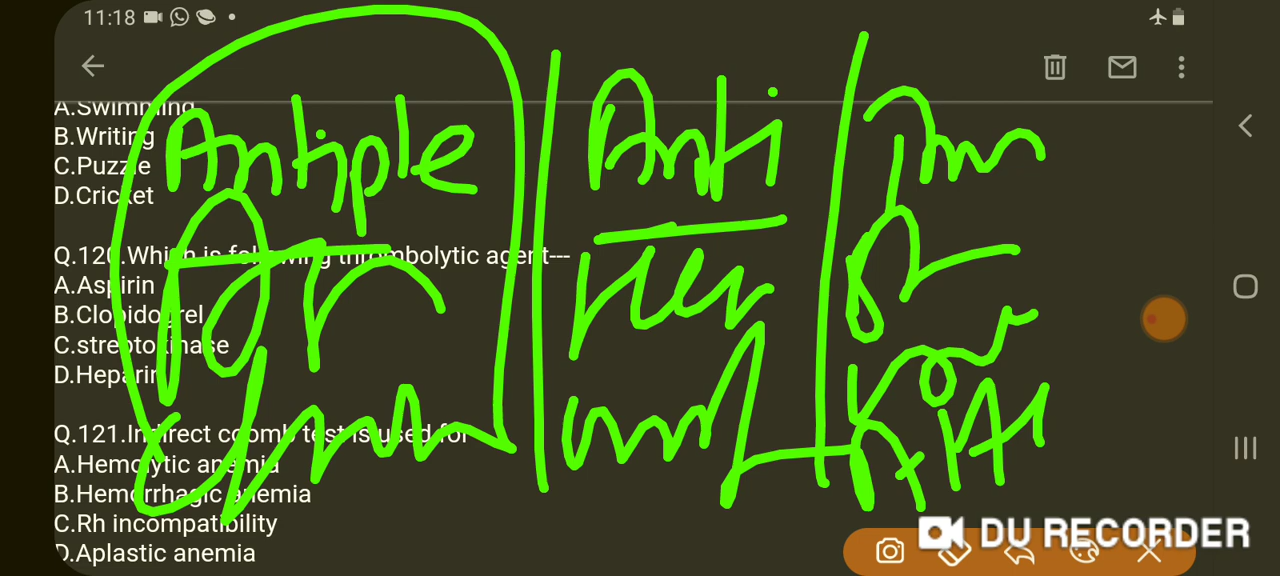 11:18
A.Swimming
B.Writing
C.Puzzle
D.Cricket
Q.120.Which is following thrombolytic agent---
A.Aspirin
B.Clopidogrel
C.streptokinase
D.Heparin
Q.121.Indirect coomb test is used for
A.Hemolytic anemia
B.Hemorrhagic anemia
C.Rh incompatibility
D.Aplastic anemia
Antiple
Anti
DU RECORDER